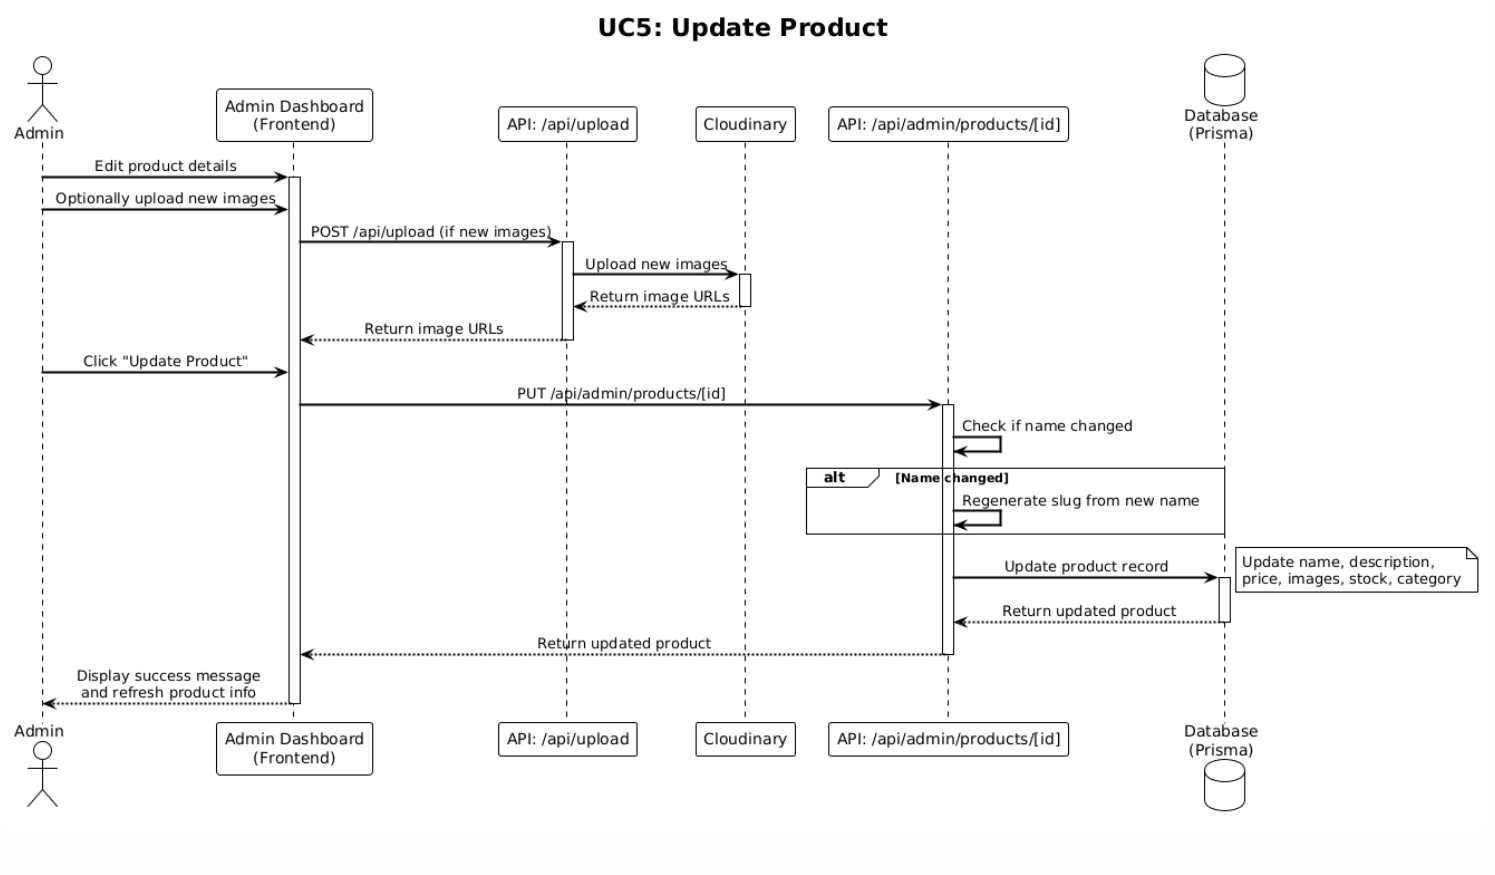 UC5: Update Product
Admin
Admin Dashboard
(Frontend)
API: /api/upload
Cloudinary
API: /api/admin/products/[id]
Database
(Prisma)
Edit product details
Optionally upload new images
POST /api/upload (if new images)
Upload new images
Return image URLs
Return image URLs
Click "Update Product"
PUT /api/admin/products/[id]
Check if name changed
alt
[Name changed]
Regenerate slug from new name
Update product record
Update name, description,
price, images, stock, category
Return updated product
Return updated product
Display success message
and refresh product info
Admin
Admin Dashboard
(Frontend)
API: /api/upload
Cloudinary
API: /api/admin/products/[id]
Database
(Prisma)